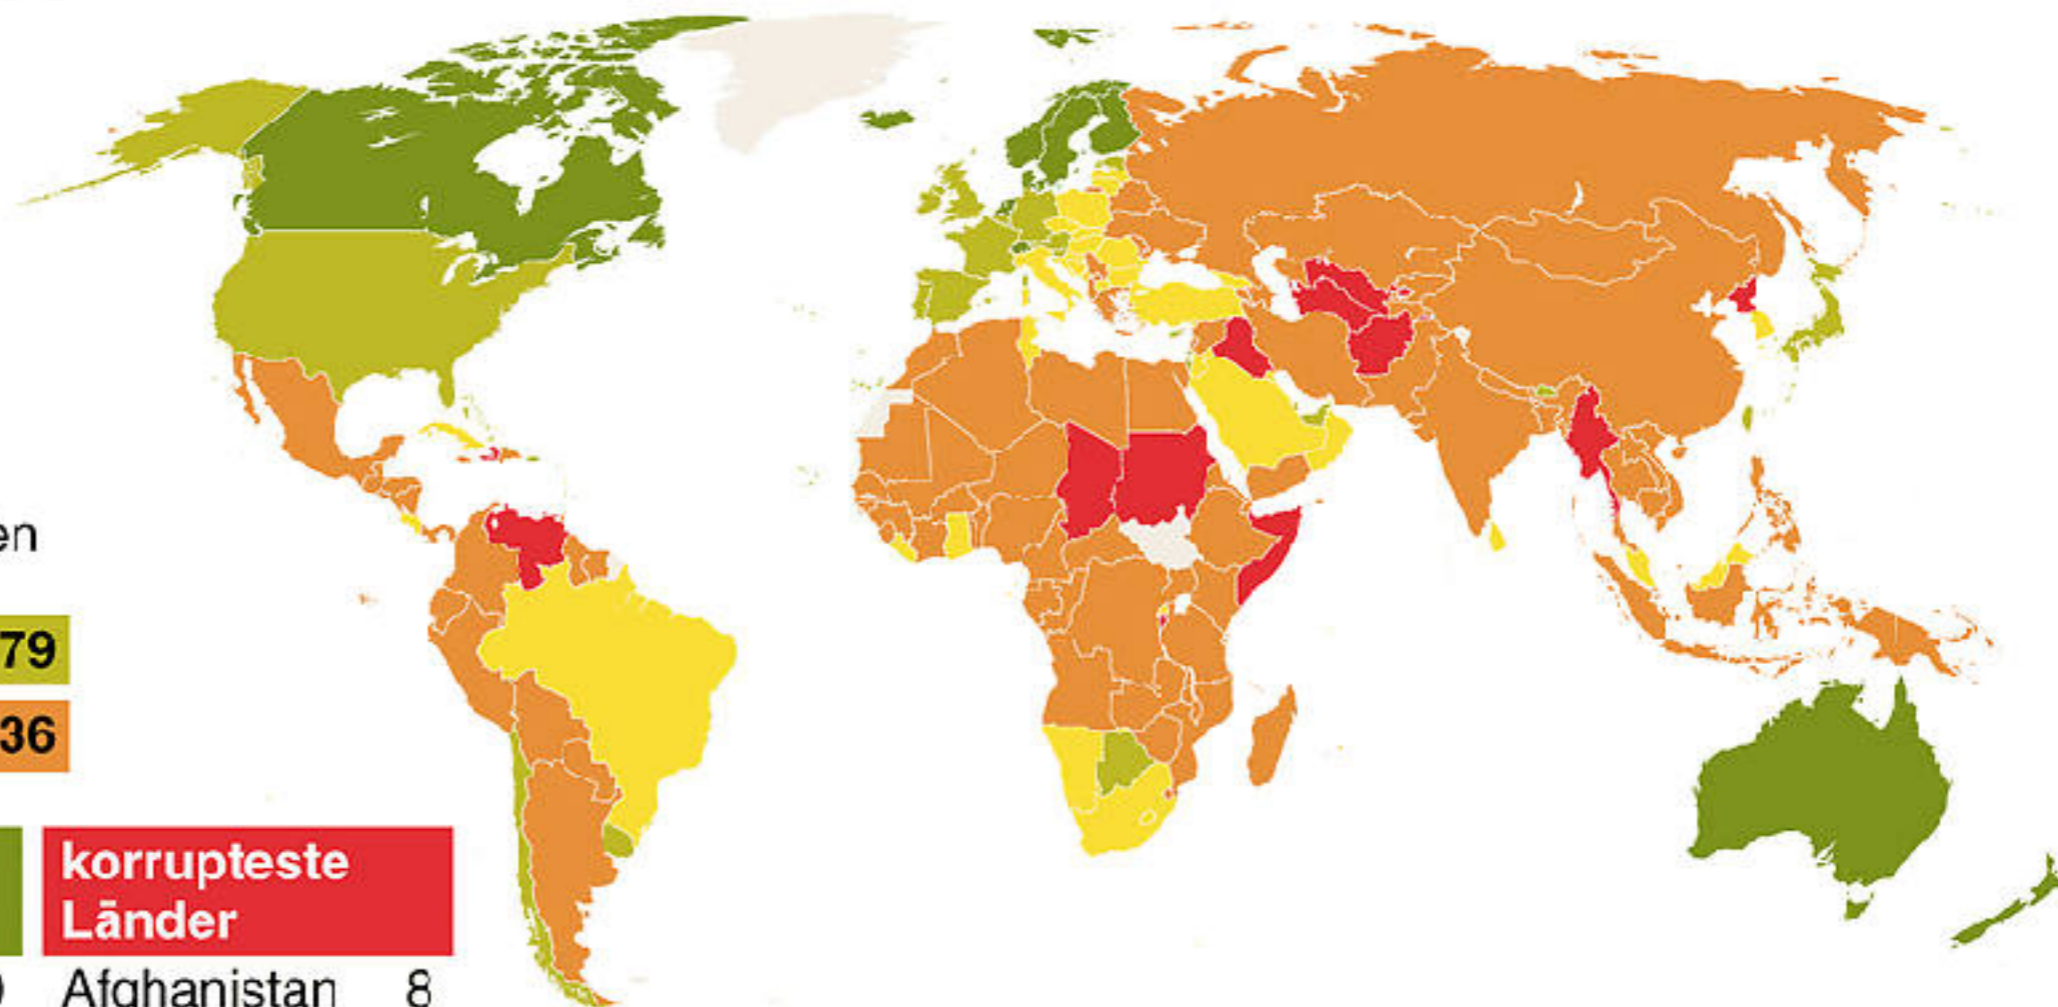 en
79
36
korrupteste
Länder
Afghanistan 8